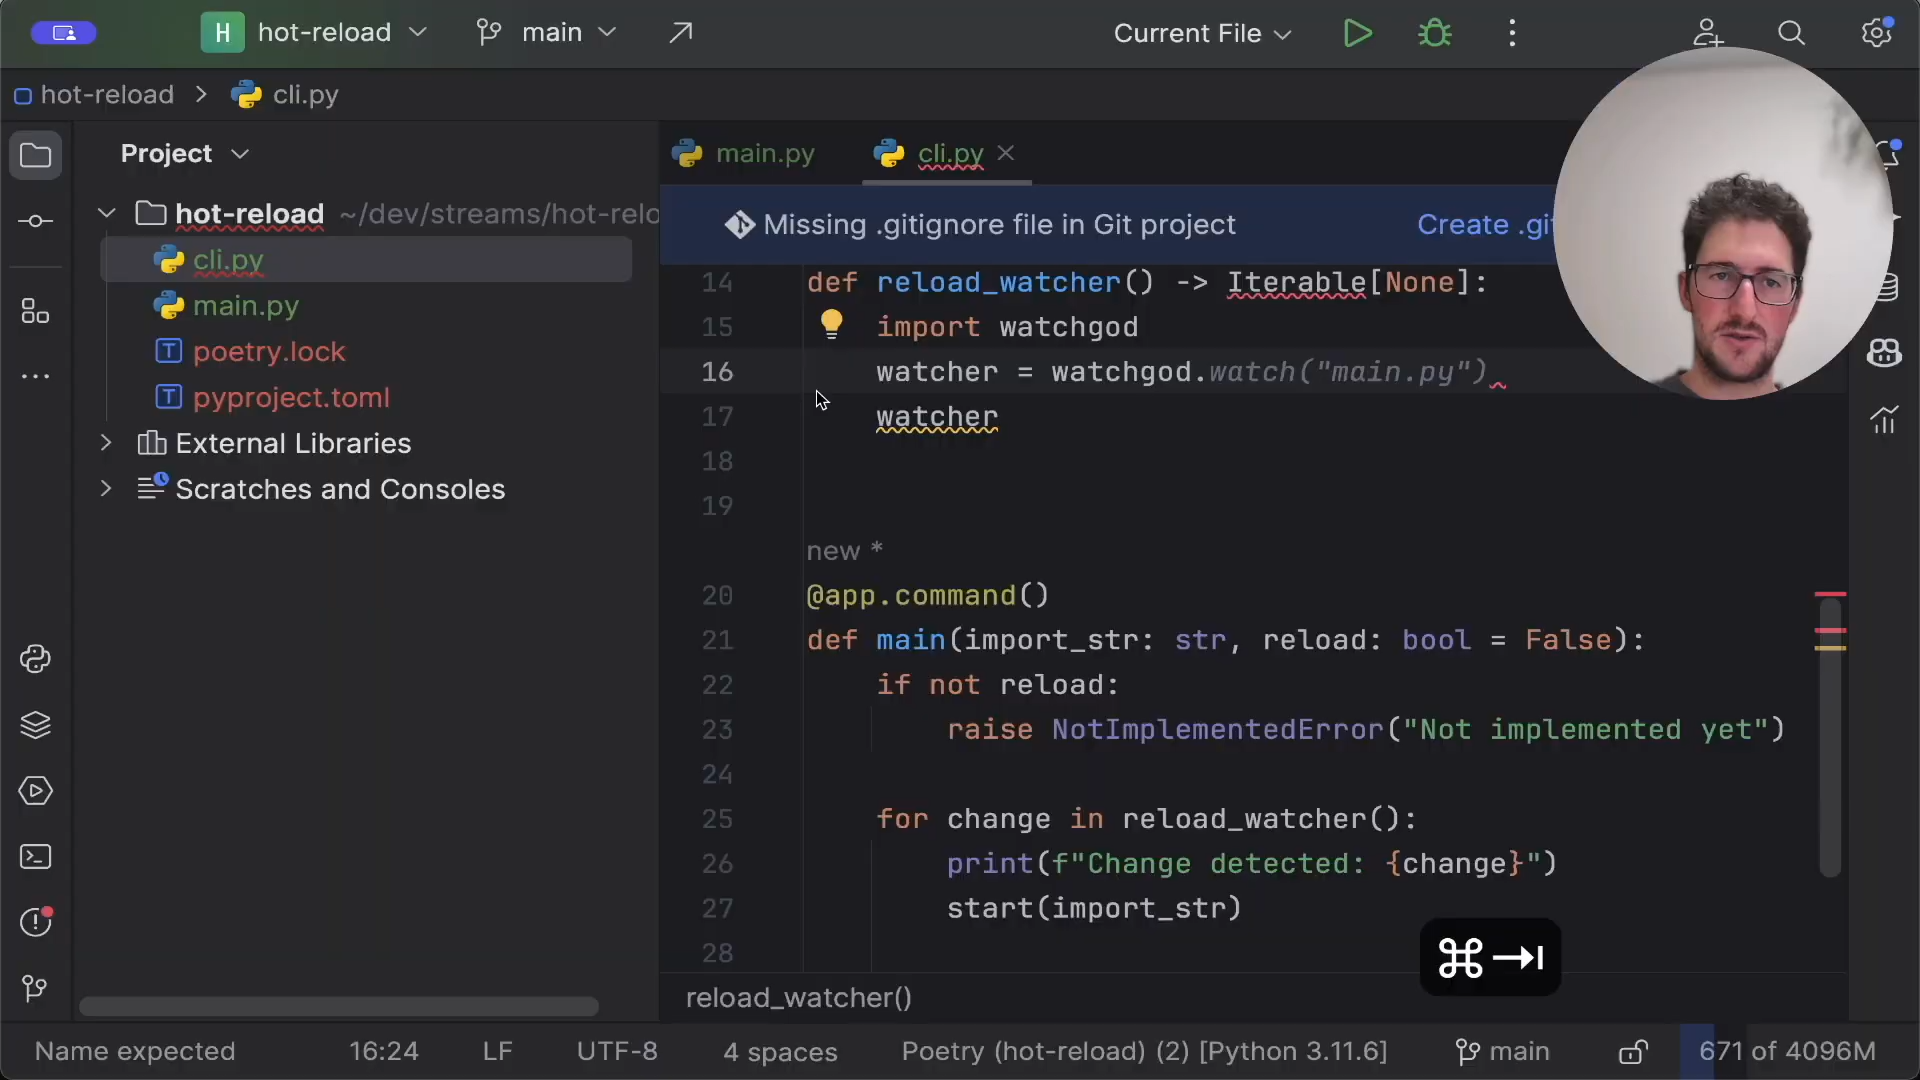 H hot-reload main Current File
hot-reload > cli.py
Project
hot-reload ~/dev/streams/hot-relo
cli.py
main.py
T poetry.lock
T pyproject.toml
External Libraries
Scratches and Consoles
main.py cli.py
Missing .gitignore file in Git project Create .git
14 def reload_watcher() -> Iterable[None]:
15 import watchgod
16 watcher = watchgod.watch("main.py")
17 watcher
18
19
new *
20 @app.command()
21 def main(import_str: str, reload: bool = False):
22 if not reload:
23 raise NotImplementedError("Not implemented yet")
24
25 for change in reload_watcher():
26 print(f"Change detected: {change}")
27 start(import_str)
28
⌘⇥
reload_watcher()
Name expected 16:24 LF UTF-8 4 spaces Poetry (hot-reload) (2) [Python 3.11.6] main 671 of 4096M